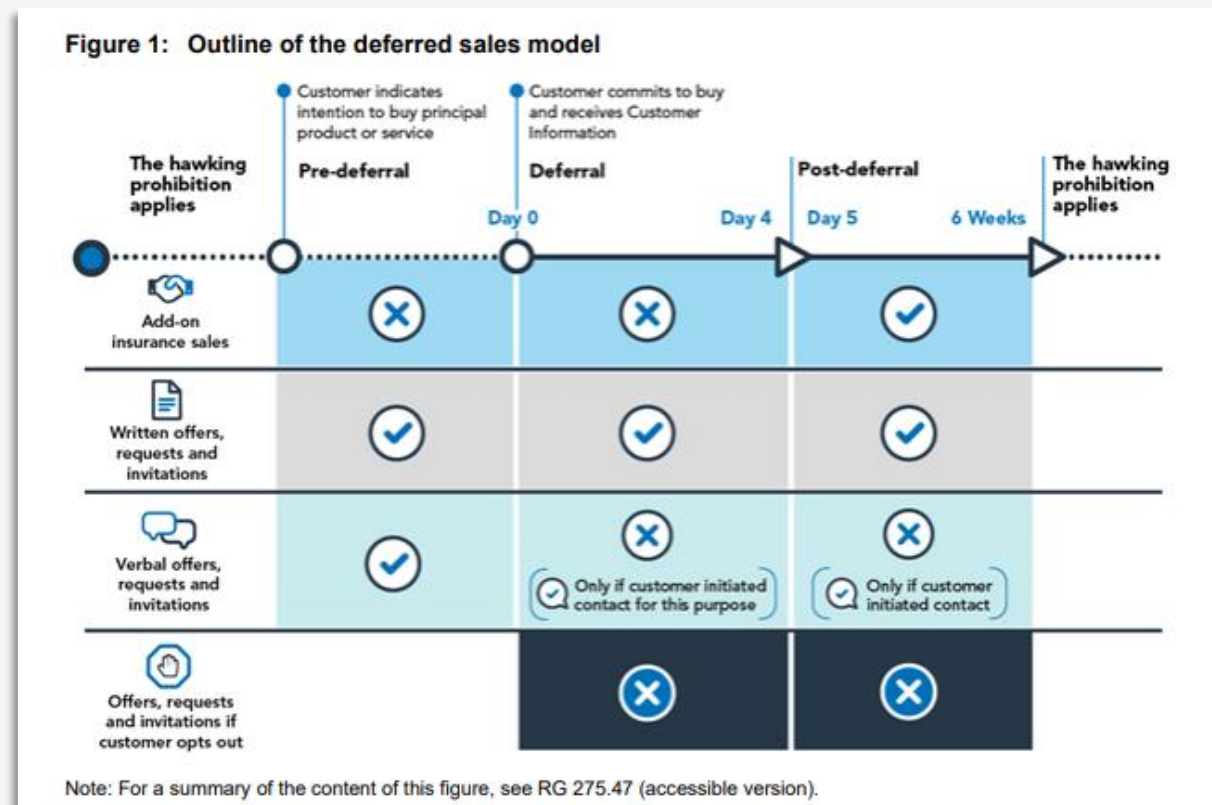 Figure 1: Outline of the deferred sales model
Customer indicates
intention to buy principal
product or service
Customer commits to buy
and receives Customer
Information
The hawking
prohibition
applies
Pre-deferral
Deferral
Post-deferral
The hawking
prohibition
applies
Day 0
Day 4
Day 5
6 Weeks
Add-on
insurance sales
Written offers,
requests and
invitations
Verbal offers,
requests and
invitations
Only if customer initiated
contact for this purpose
Only if customer
initiated contact
Offers, requests
and invitations if
customer opts out
Note: For a summary of the content of this figure, see RG 275.47 (accessible version).